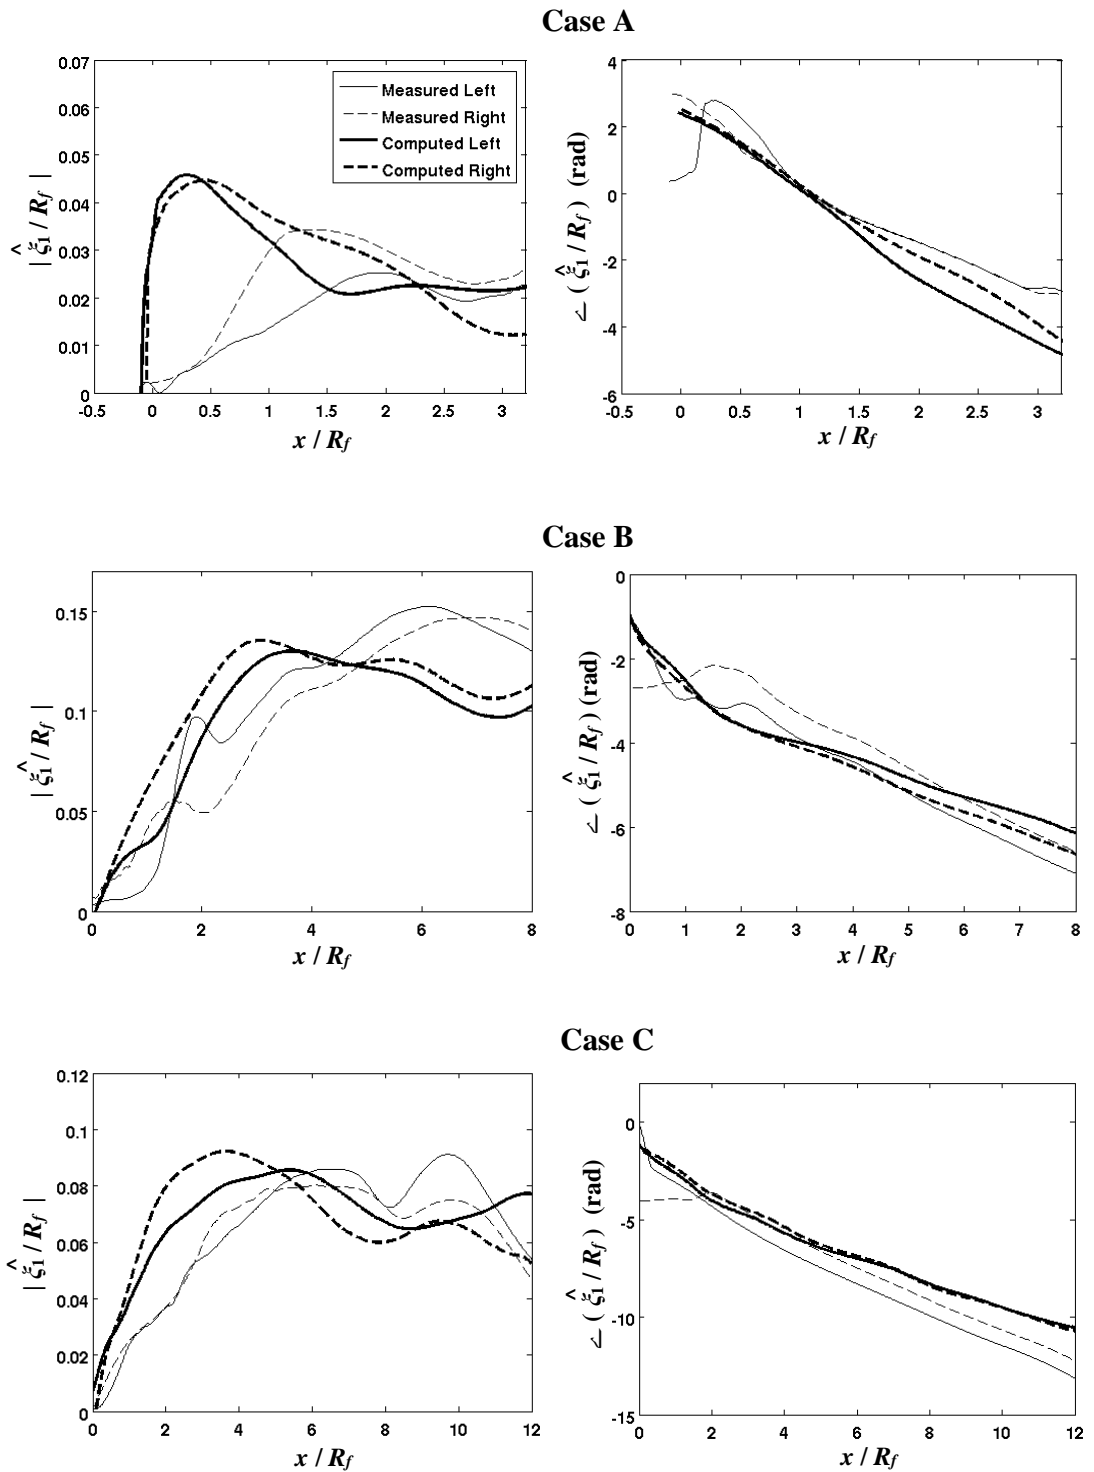 Case A
0.07
0.06
0.05
0.04
0.03
0.02
0.01
0
-0.5 0 0.5 1 1.5 2 2.5 3
| ξ̂1 / Rf |
x / Rf
Measured Left
Measured Right
Computed Left
Computed Right
4
2
0
-2
-4
-6
-0.5 0 0.5 1 1.5 2 2.5 3
∠ ( ξ̂1 / Rf ) (rad)
x / Rf
Case B
0.15
0.1
0.05
0
0 2 4 6 8
| ξ̂1 / Rf |
x / Rf
0
-2
-4
-6
-8
0 1 2 3 4 5 6 7 8
∠ ( ξ̂1 / Rf ) (rad)
x / Rf
Case C
0.12
0.1
0.08
0.06
0.04
0.02
0
0 2 4 6 8 10 12
| ξ̂1 / Rf |
x / Rf
0
-5
-10
-15
0 2 4 6 8 10 12
∠ ( ξ̂1 / Rf ) (rad)
x / Rf